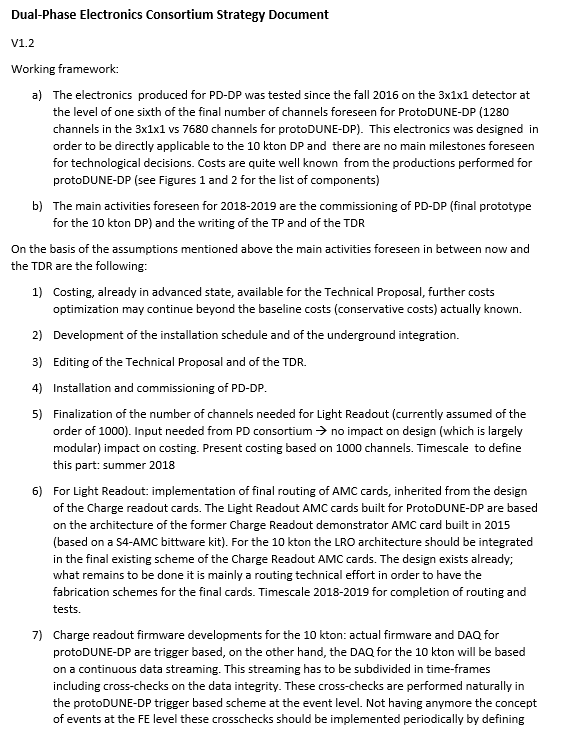 Dual-Phase Electronics Consortium Strategy Document
V1.2
Working framework:
a) The electronics produced for PD-DP was tested since the fall 2016 on the 3x1x1 detector at
the level of one sixth of the final number of channels foreseen for ProtoDUNE-DP (1280
channels in the 3x1x1 vs 7680 channels for protoDUNE-DP). This electronics was designed in
order to be directly applicable to the 10 kton DP and there are no main milestones foreseen
for technological decisions. Costs are quite well known from the productions performed for
protoDUNE-DP (see Figures 1 and 2 for the list of components)
b) The main activities foreseen for 2018-2019 are the commissioning of PD-DP (final prototype
for the 10 kton DP) and the writing of the TP and of the TDR
On the basis of the assumptions mentioned above the main activities foreseen in between now and
the TDR are the following:
1) Costing, already in advanced state, available for the Technical Proposal, further costs
optimization may continue beyond the baseline costs (conservative costs) actually known.
2) Development of the installation schedule and of the underground integration.
3) Editing of the Technical Proposal and of the TDR.
4) Installation and commissioning of PD-DP.
5) Finalization of the number of channels needed for Light Readout (currently assumed of the
order of 1000). Input needed from PD consortium → no impact on design (which is largely
modular) impact on costing. Present costing based on 1000 channels. Timescale to define
this part: summer 2018
6) For Light Readout: implementation of final routing of AMC cards, inherited from the design
of the Charge readout cards. The Light Readout AMC cards built for ProtoDUNE-DP are based
on the architecture of the former Charge Readout demonstrator AMC card built in 2015
(based on a S4-AMC bittware kit). For the 10 kton the LRO architecture should be integrated
in the final existing scheme of the Charge Readout AMC cards. The design exists already;
what remains to be done it is mainly a routing technical effort in order to have the
fabrication schemes for the final cards. Timescale 2018-2019 for completion of routing and
tests.
7) Charge readout firmware developments for the 10 kton: actual firmware and DAQ for
protoDUNE-DP are trigger based, on the other hand, the DAQ for the 10 kton will be based
on a continuous data streaming. This streaming has to be subdivided in time-frames
including cross-checks on the data integrity. These cross-checks are performed naturally in
the protoDUNE-DP trigger based scheme at the event level. Not having anymore the concept
of events at the FE level these crosschecks should be implemented periodically by defining